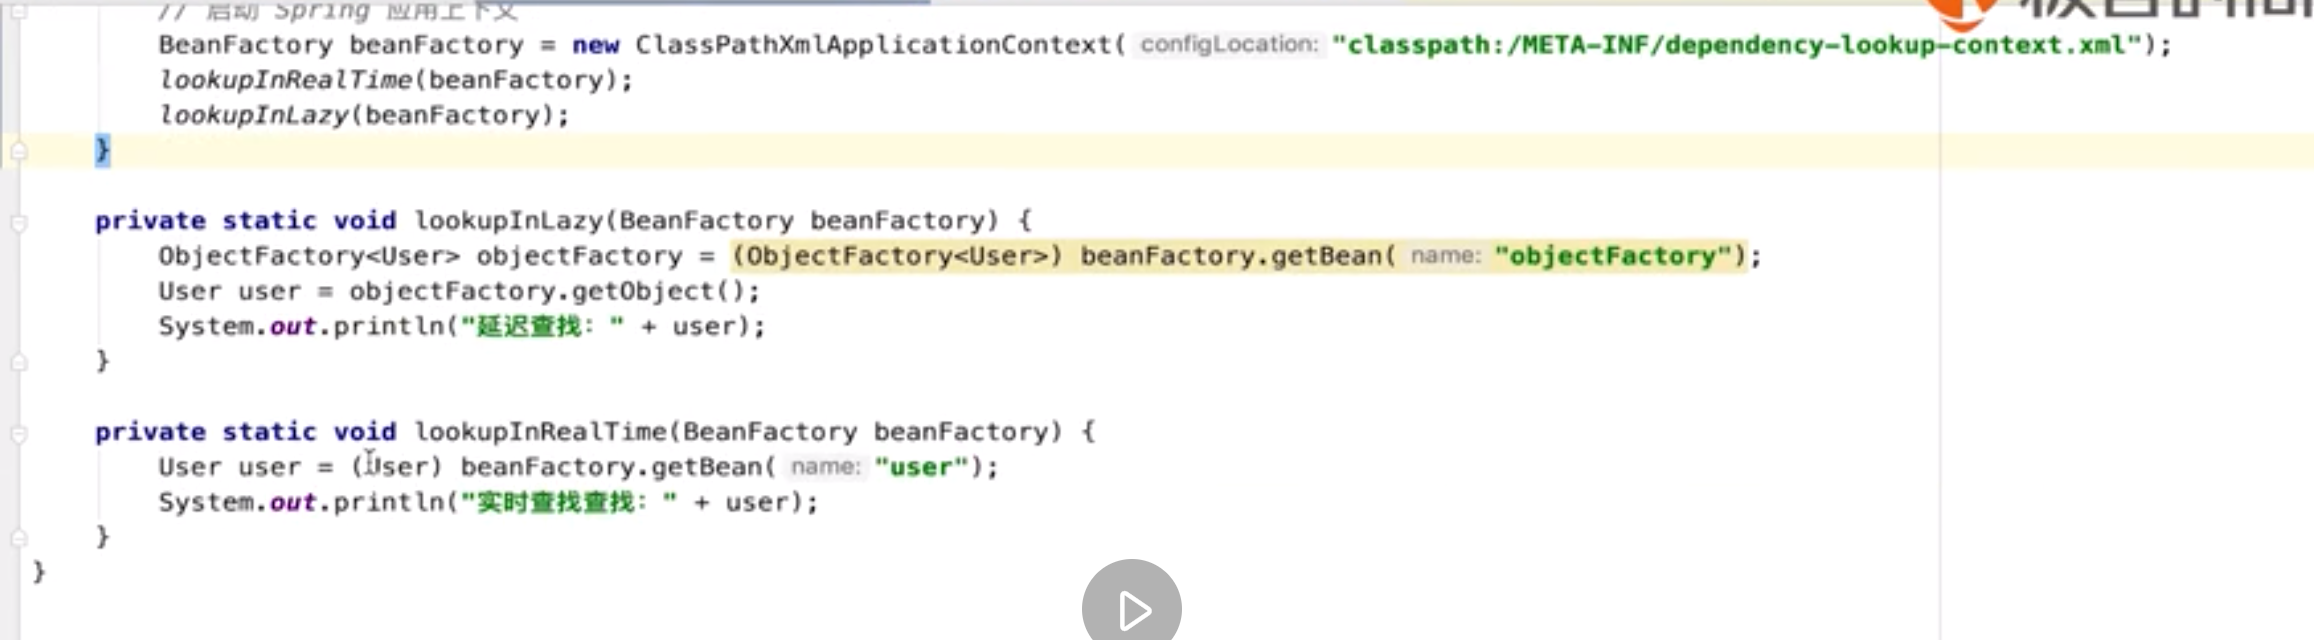 // 启动 Spring 应用上下文
BeanFactory beanFactory = new ClassPathXmlApplicationContext( configLocation: "classpath:/META-INF/dependency-lookup-context.xml");
lookupInRealTime(beanFactory);
lookupInLazy(beanFactory);
}
private static void lookupInLazy(BeanFactory beanFactory) {
ObjectFactory<User> objectFactory = (ObjectFactory<User>) beanFactory.getBean( name: "objectFactory");
User user = objectFactory.getObject();
System.out.println("延迟查找: " + user);
}
private static void lookupInRealTime(BeanFactory beanFactory) {
User user = (User) beanFactory.getBean( name: "user");
System.out.println("实时查找查找: " + user);
}
}